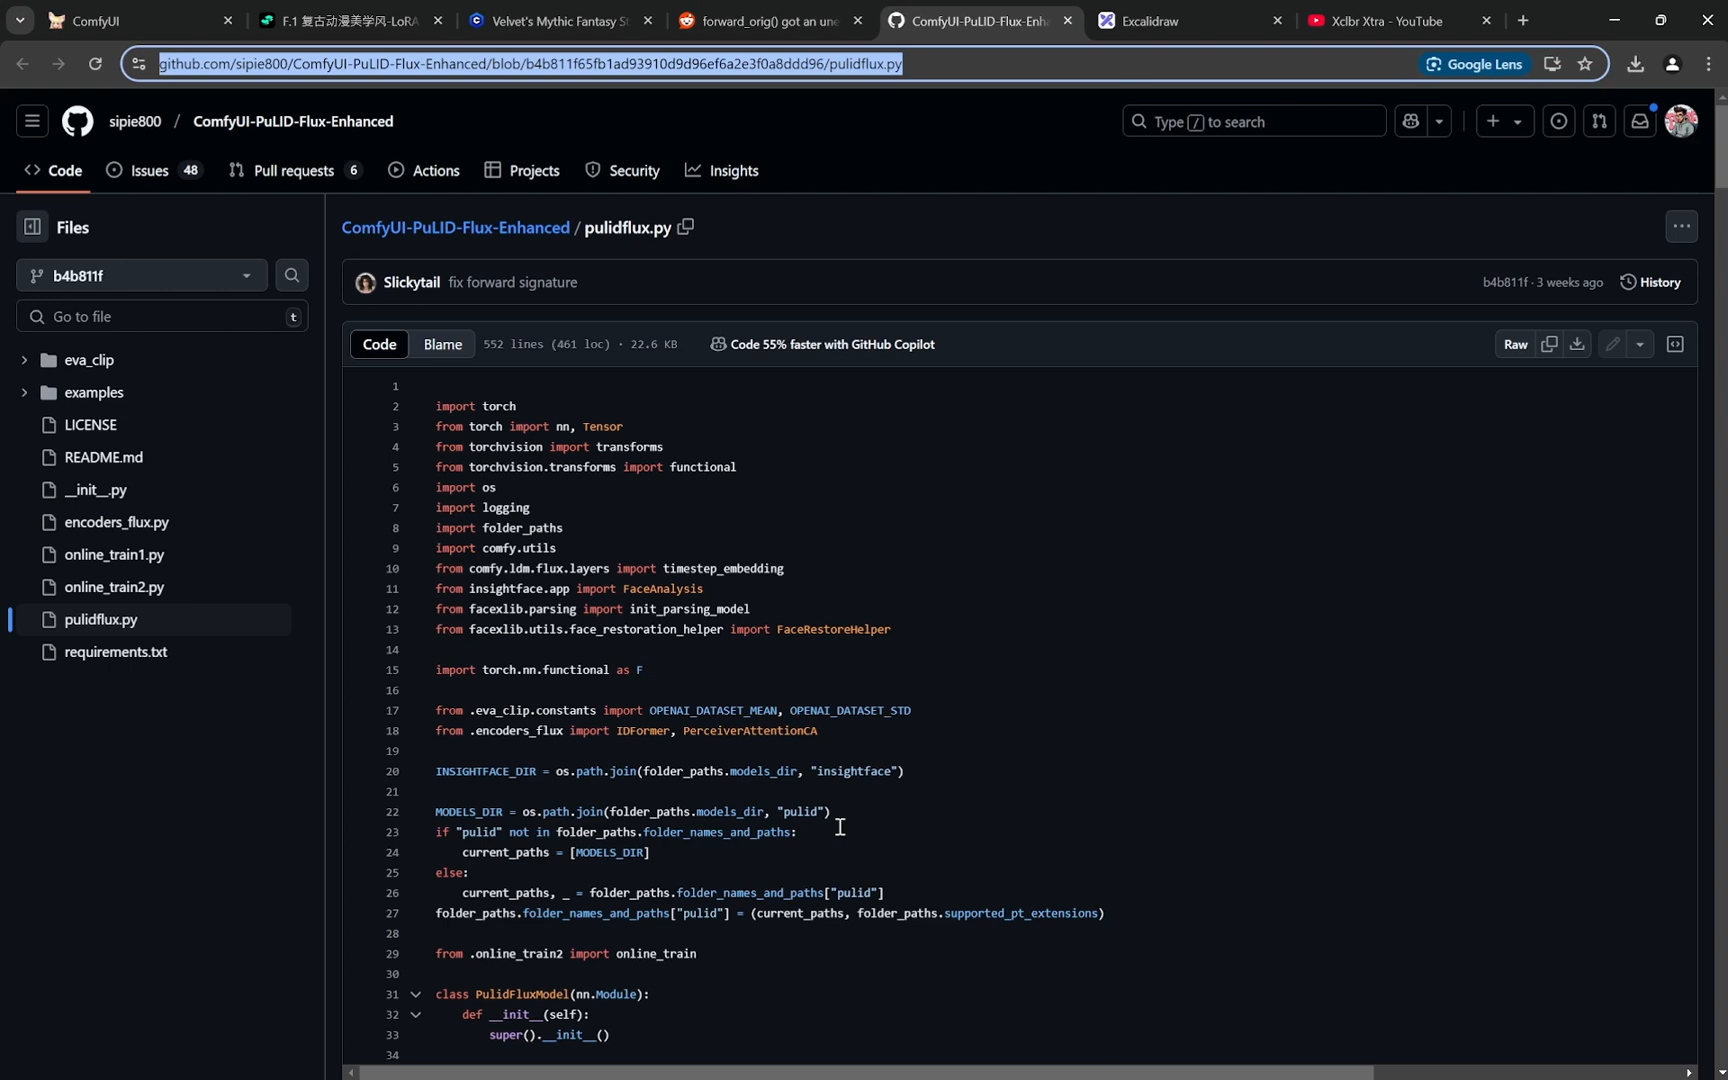 ComfyUI
F.1 复古动漫美学风-LoRA
Velvet's Mythic Fantasy St
forward_orig() got an une
ComfyUI-PuLID-Flux-Enha
Excalidraw
Xclbr Xtra - YouTube
github.com/sipie800/ComfyUI-PuLID-Flux-Enhanced/blob/b4b811f65fb1ad93910d9d96ef6a2e3f0a8ddd96/pulidflux.py
Google Lens
sipie800 / ComfyUI-PuLID-Flux-Enhanced
Type / to search
Code
Issues 48
Pull requests 6
Actions
Projects
Security
Insights
Files
b4b811f
Go to file
t
eva_clip
examples
LICENSE
README.md
__init__.py
encoders_flux.py
online_train1.py
online_train2.py
pulidflux.py
requirements.txt
ComfyUI-PuLID-Flux-Enhanced / pulidflux.py
Slickytail fix forward signature
b4b811f · 3 weeks ago
History
Code
Blame
552 lines (461 loc) · 22.6 KB
Code 55% faster with GitHub Copilot
Raw
1
2 import torch
3 from torch import nn, Tensor
4 from torchvision import transforms
5 from torchvision.transforms import functional
6 import os
7 import logging
8 import folder_paths
9 import comfy.utils
10 from comfy.ldm.flux.layers import timestep_embedding
11 from insightface.app import FaceAnalysis
12 from facexlib.parsing import init_parsing_model
13 from facexlib.utils.face_restoration_helper import FaceRestoreHelper
14
15 import torch.nn.functional as F
16
17 from .eva_clip.constants import OPENAI_DATASET_MEAN, OPENAI_DATASET_STD
18 from .encoders_flux import IDFormer, PerceiverAttentionCA
19
20 INSIGHTFACE_DIR = os.path.join(folder_paths.models_dir, "insightface")
21
22 MODELS_DIR = os.path.join(folder_paths.models_dir, "pulid")
23 if "pulid" not in folder_paths.folder_names_and_paths:
24 current_paths = [MODELS_DIR]
25 else:
26 current_paths, _ = folder_paths.folder_names_and_paths["pulid"]
27 folder_paths.folder_names_and_paths["pulid"] = (current_paths, folder_paths.supported_pt_extensions)
28
29 from .online_train2 import online_train
30
31 class PulidFluxModel(nn.Module):
32 def __init__(self):
33 super().__init__()
34